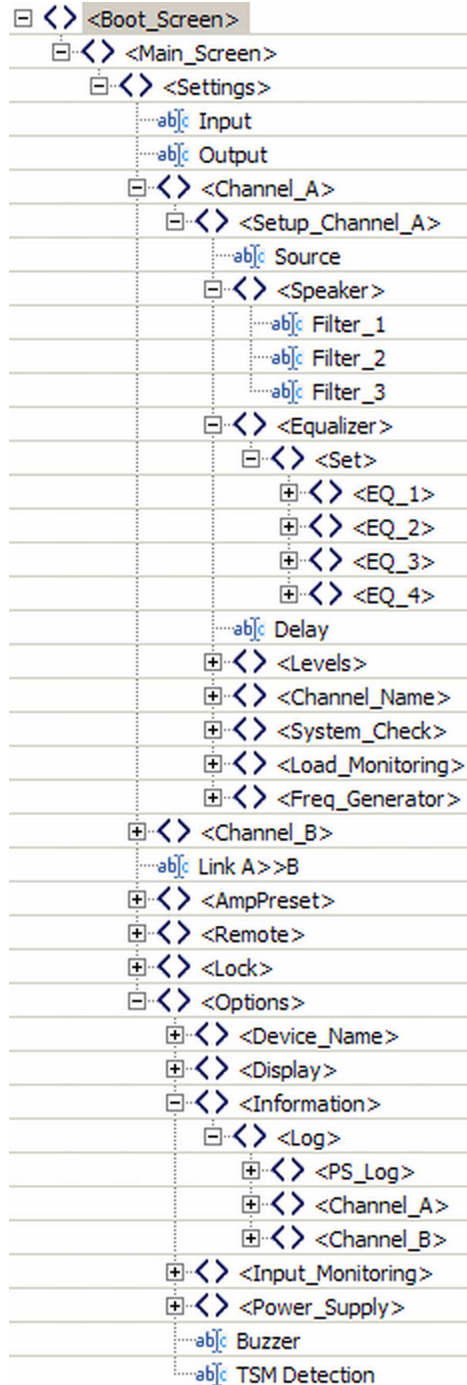 <Boot_Screen>
<Main_Screen>
<Settings>
Input
Output
<Channel_A>
<Setup_Channel_A>
Source
<Speaker>
Filter_1
Filter_2
Filter_3
<Equalizer>
<Set>
<EQ_1>
<EQ_2>
<EQ_3>
<EQ_4>
Delay
<Levels>
<Channel_Name>
<System_Check>
<Load_Monitoring>
<Freq_Generator>
<Channel_B>
Link A>>B
<AmpPreset>
<Remote>
<Lock>
<Options>
<Device_Name>
<Display>
<Information>
<Log>
<PS_Log>
<Channel_A>
<Channel_B>
<Input_Monitoring>
<Power_Supply>
Buzzer
TSM Detection